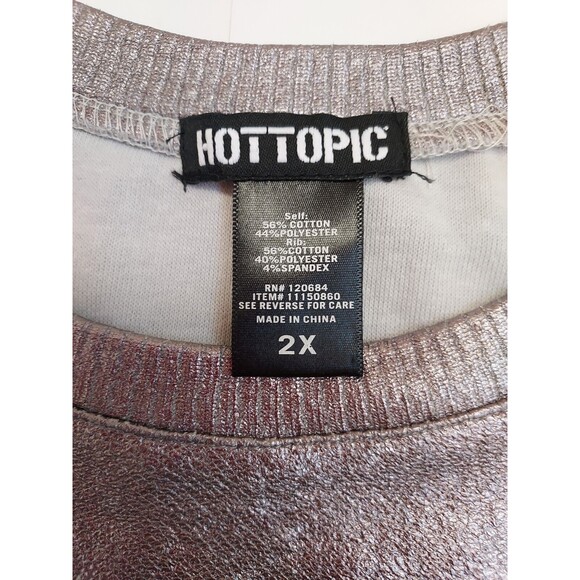 HOTTOPIC
Self:
56% COTTON
44%POLYESTER
Rib:
56%COTTON
40%POLYESTER
4%SPANDEX
RN# 120684
ITEM# 11150860
SEE REVERSE FOR CARE
MADE IN CHINA
2X